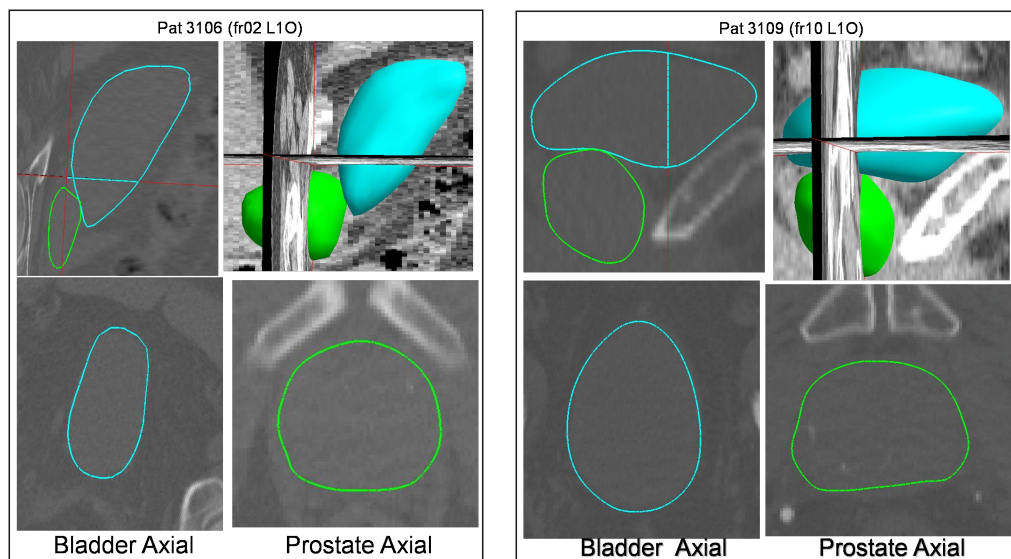 Pat 3106 (fr02 L1O)
Bladder Axial
Prostate Axial
Pat 3109 (fr10 L1O)
Bladder Axial
Prostate Axial